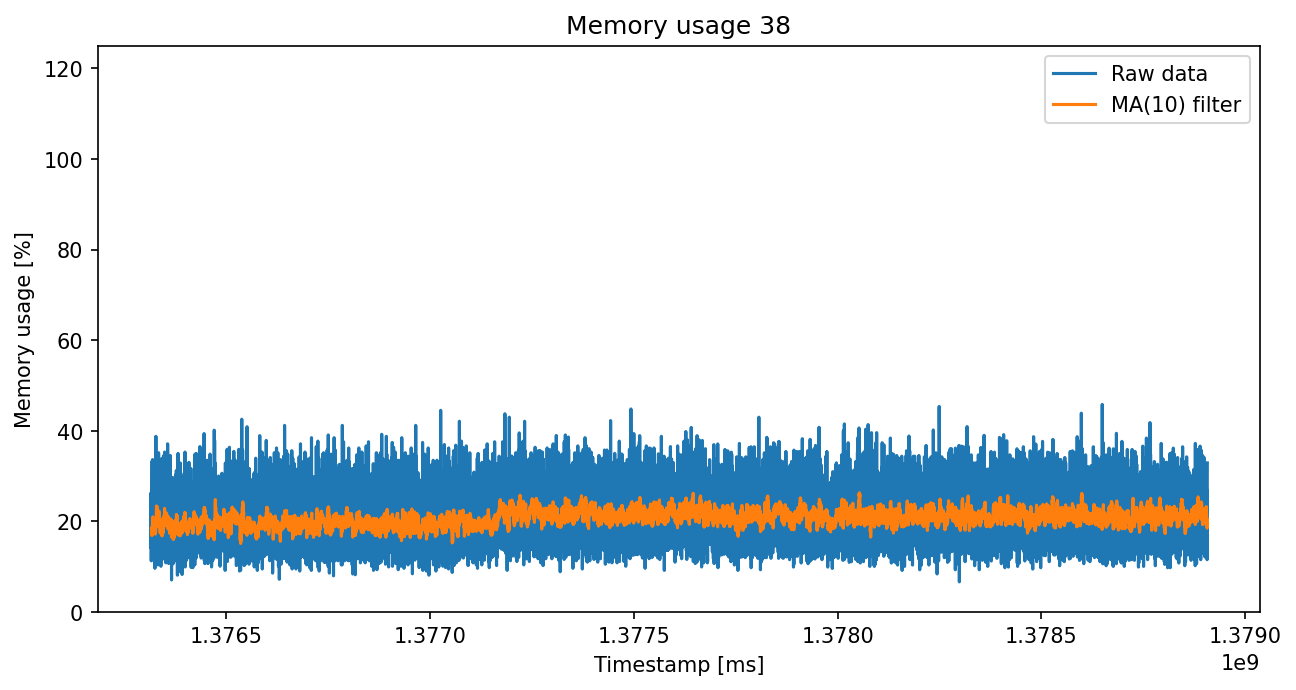 Memory usage 38
Raw data
MA(10) filter
Memory usage [%]
120
100
80
60
40
20
0
1.3765 1.3770 1.3775 1.3780 1.3785 1.3790
1e9
Timestamp [ms]